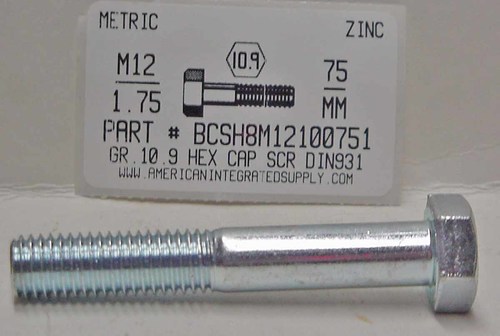 METRIC ZINC
M12 10.9 75
1.75 MM
PART # BCSH8M12100751
GR.10.9 HEX CAP SCR DIN931
WWW.AMERICANINTEGRATEDSUPPLY.COM